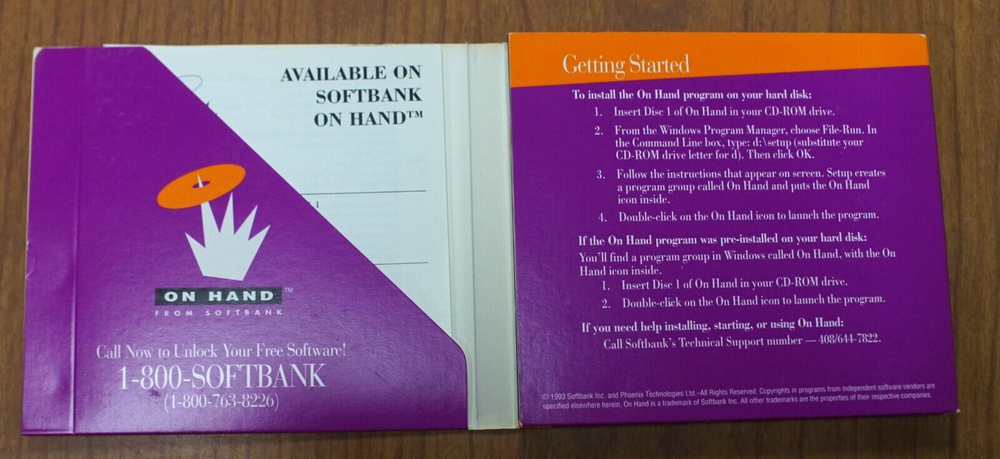 AVAILABLE ON
SOFTBANK
ON HAND™
ON HAND™
FROM SOFTBANK
Call Now to Unlock Your Free Software!
1-800-SOFTBANK
(1-800-763-8226)
Getting Started
To install the On Hand program on your hard disk:
1. Insert Disc 1 of On Hand in your CD-ROM drive.
2. From the Windows Program Manager, choose File-Run. In
the Command Line box, type: d:\setup (substitute your
CD-ROM drive letter for d). Then click OK.
3. Follow the instructions that appear on screen. Setup creates
a program group called On Hand and puts the On Hand
icon inside.
4. Double-click on the On Hand icon to launch the program.
If the On Hand program was pre-installed on your hard disk:
You'll find a program group in Windows called On Hand, with the On
Hand icon inside.
1. Insert Disc 1 of On Hand in your CD-ROM drive.
2. Double-click on the On Hand icon to launch the program.
If you need help installing, starting, or using On Hand:
Call Softbank's Technical Support number — 408/644-7822.
© 1993 Softbank Inc. and Phoenix Technologies Ltd.–All Rights Reserved. Copyrights in programs from independent software vendors are
specified elsewhere herein. On Hand is a trademark of Softbank Inc. All other trademarks are the properties of their respective companies.